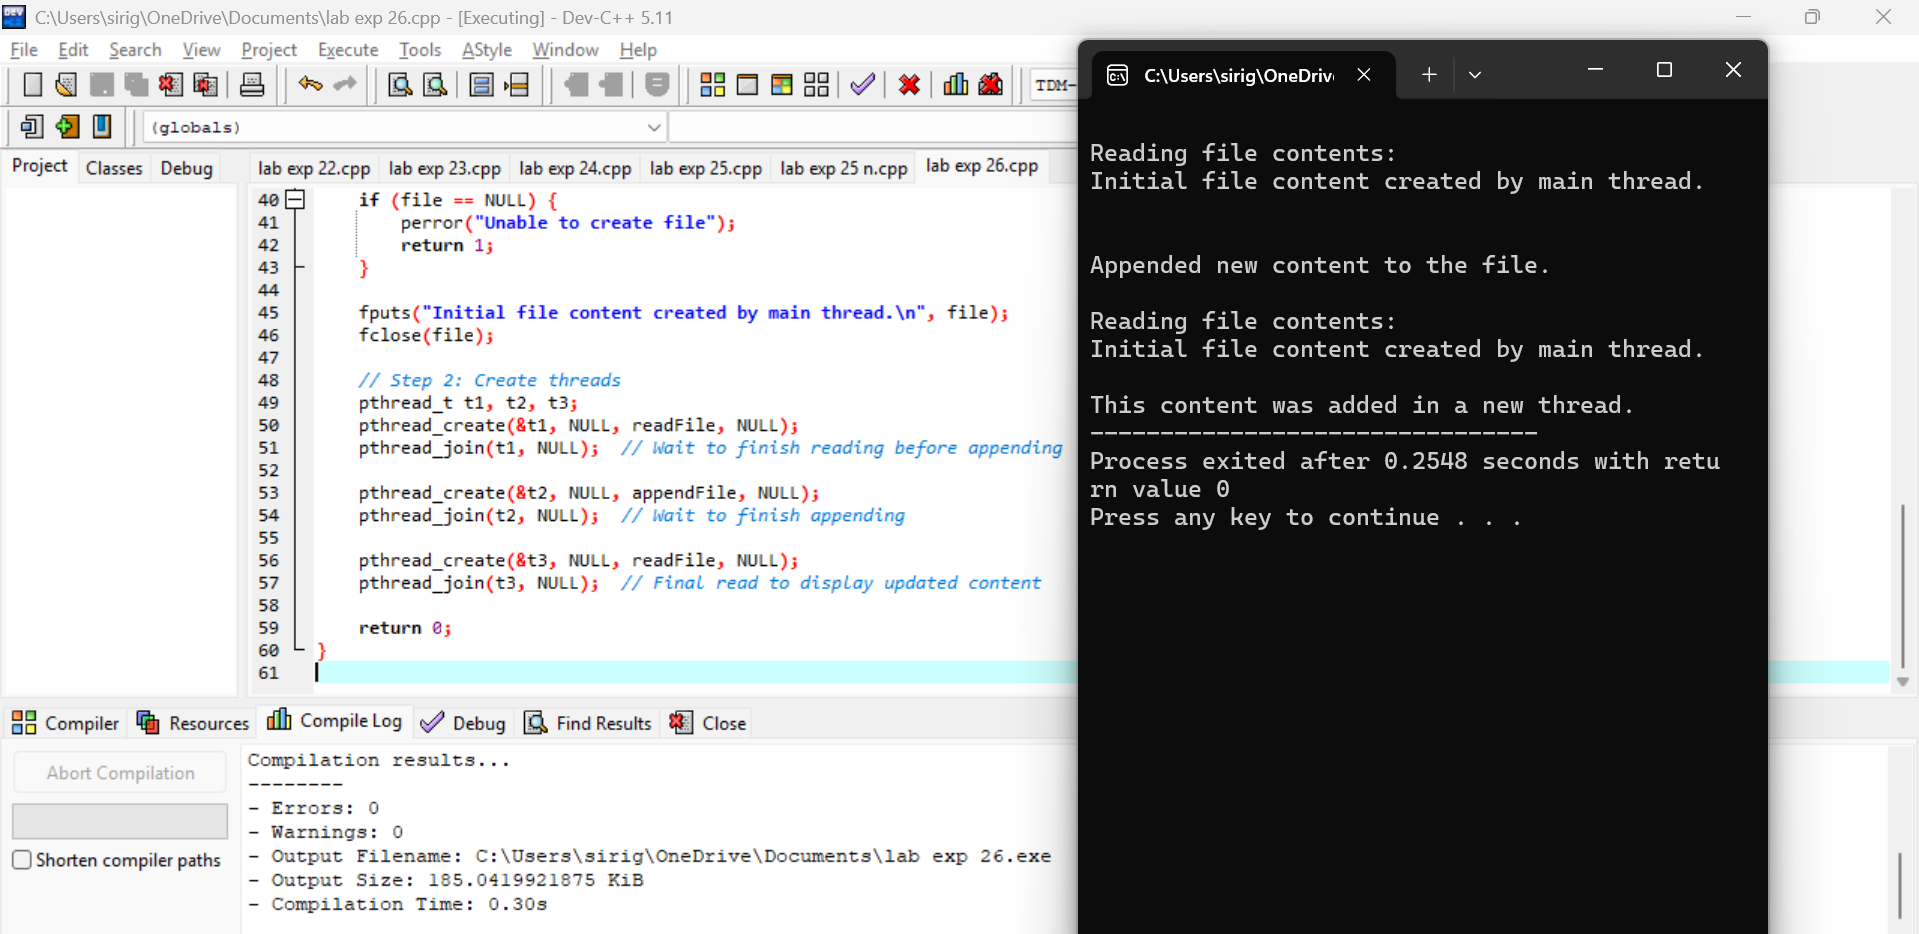 C:\Users\sirig\OneDrive\Documents\lab exp 26.cpp - [Executing] - Dev-C++ 5.11
File Edit Search View Project Execute Tools AStyle Window Help
TDM-
(globals)
Project Classes Debug
lab exp 22.cpp lab exp 23.cpp lab exp 24.cpp lab exp 25.cpp lab exp 25 n.cpp lab exp 26.cpp
40 if (file == NULL) {
41 perror("Unable to create file");
42 return 1;
43 }
44
45 fputs("Initial file content created by main thread.\n", file);
46 fclose(file);
47
48 // Step 2: Create threads
49 pthread_t t1, t2, t3;
50 pthread_create(&t1, NULL, readFile, NULL);
51 pthread_join(t1, NULL); // Wait to finish reading before appending
52
53 pthread_create(&t2, NULL, appendFile, NULL);
54 pthread_join(t2, NULL); // Wait to finish appending
55
56 pthread_create(&t3, NULL, readFile, NULL);
57 pthread_join(t3, NULL); // Final read to display updated content
58
59 return 0;
60 }
61
Compiler Resources Compile Log Debug Find Results Close
Abort Compilation
Shorten compiler paths
Compilation results...
--------
- Errors: 0
- Warnings: 0
- Output Filename: C:\Users\sirig\OneDrive\Documents\lab exp 26.exe
- Output Size: 185.0419921875 KiB
- Compilation Time: 0.30s
C:\Users\sirig\OneDriv
Reading file contents:
Initial file content created by main thread.
Appended new content to the file.
Reading file contents:
Initial file content created by main thread.
This content was added in a new thread.
--------------------------------
Process exited after 0.2548 seconds with retu
rn value 0
Press any key to continue . . .